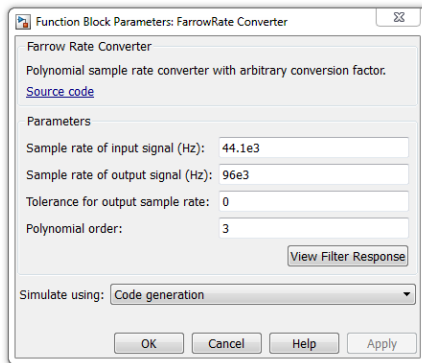 Function Block Parameters: FarrowRate Converter
Farrow Rate Converter
Polynomial sample rate converter with arbitrary conversion factor.
Source code
Parameters
Sample rate of input signal (Hz): 44.1e3
Sample rate of output signal (Hz): 96e3
Tolerance for output sample rate: 0
Polynomial order: 3
View Filter Response
Simulate using: Code generation
OK Cancel Help Apply